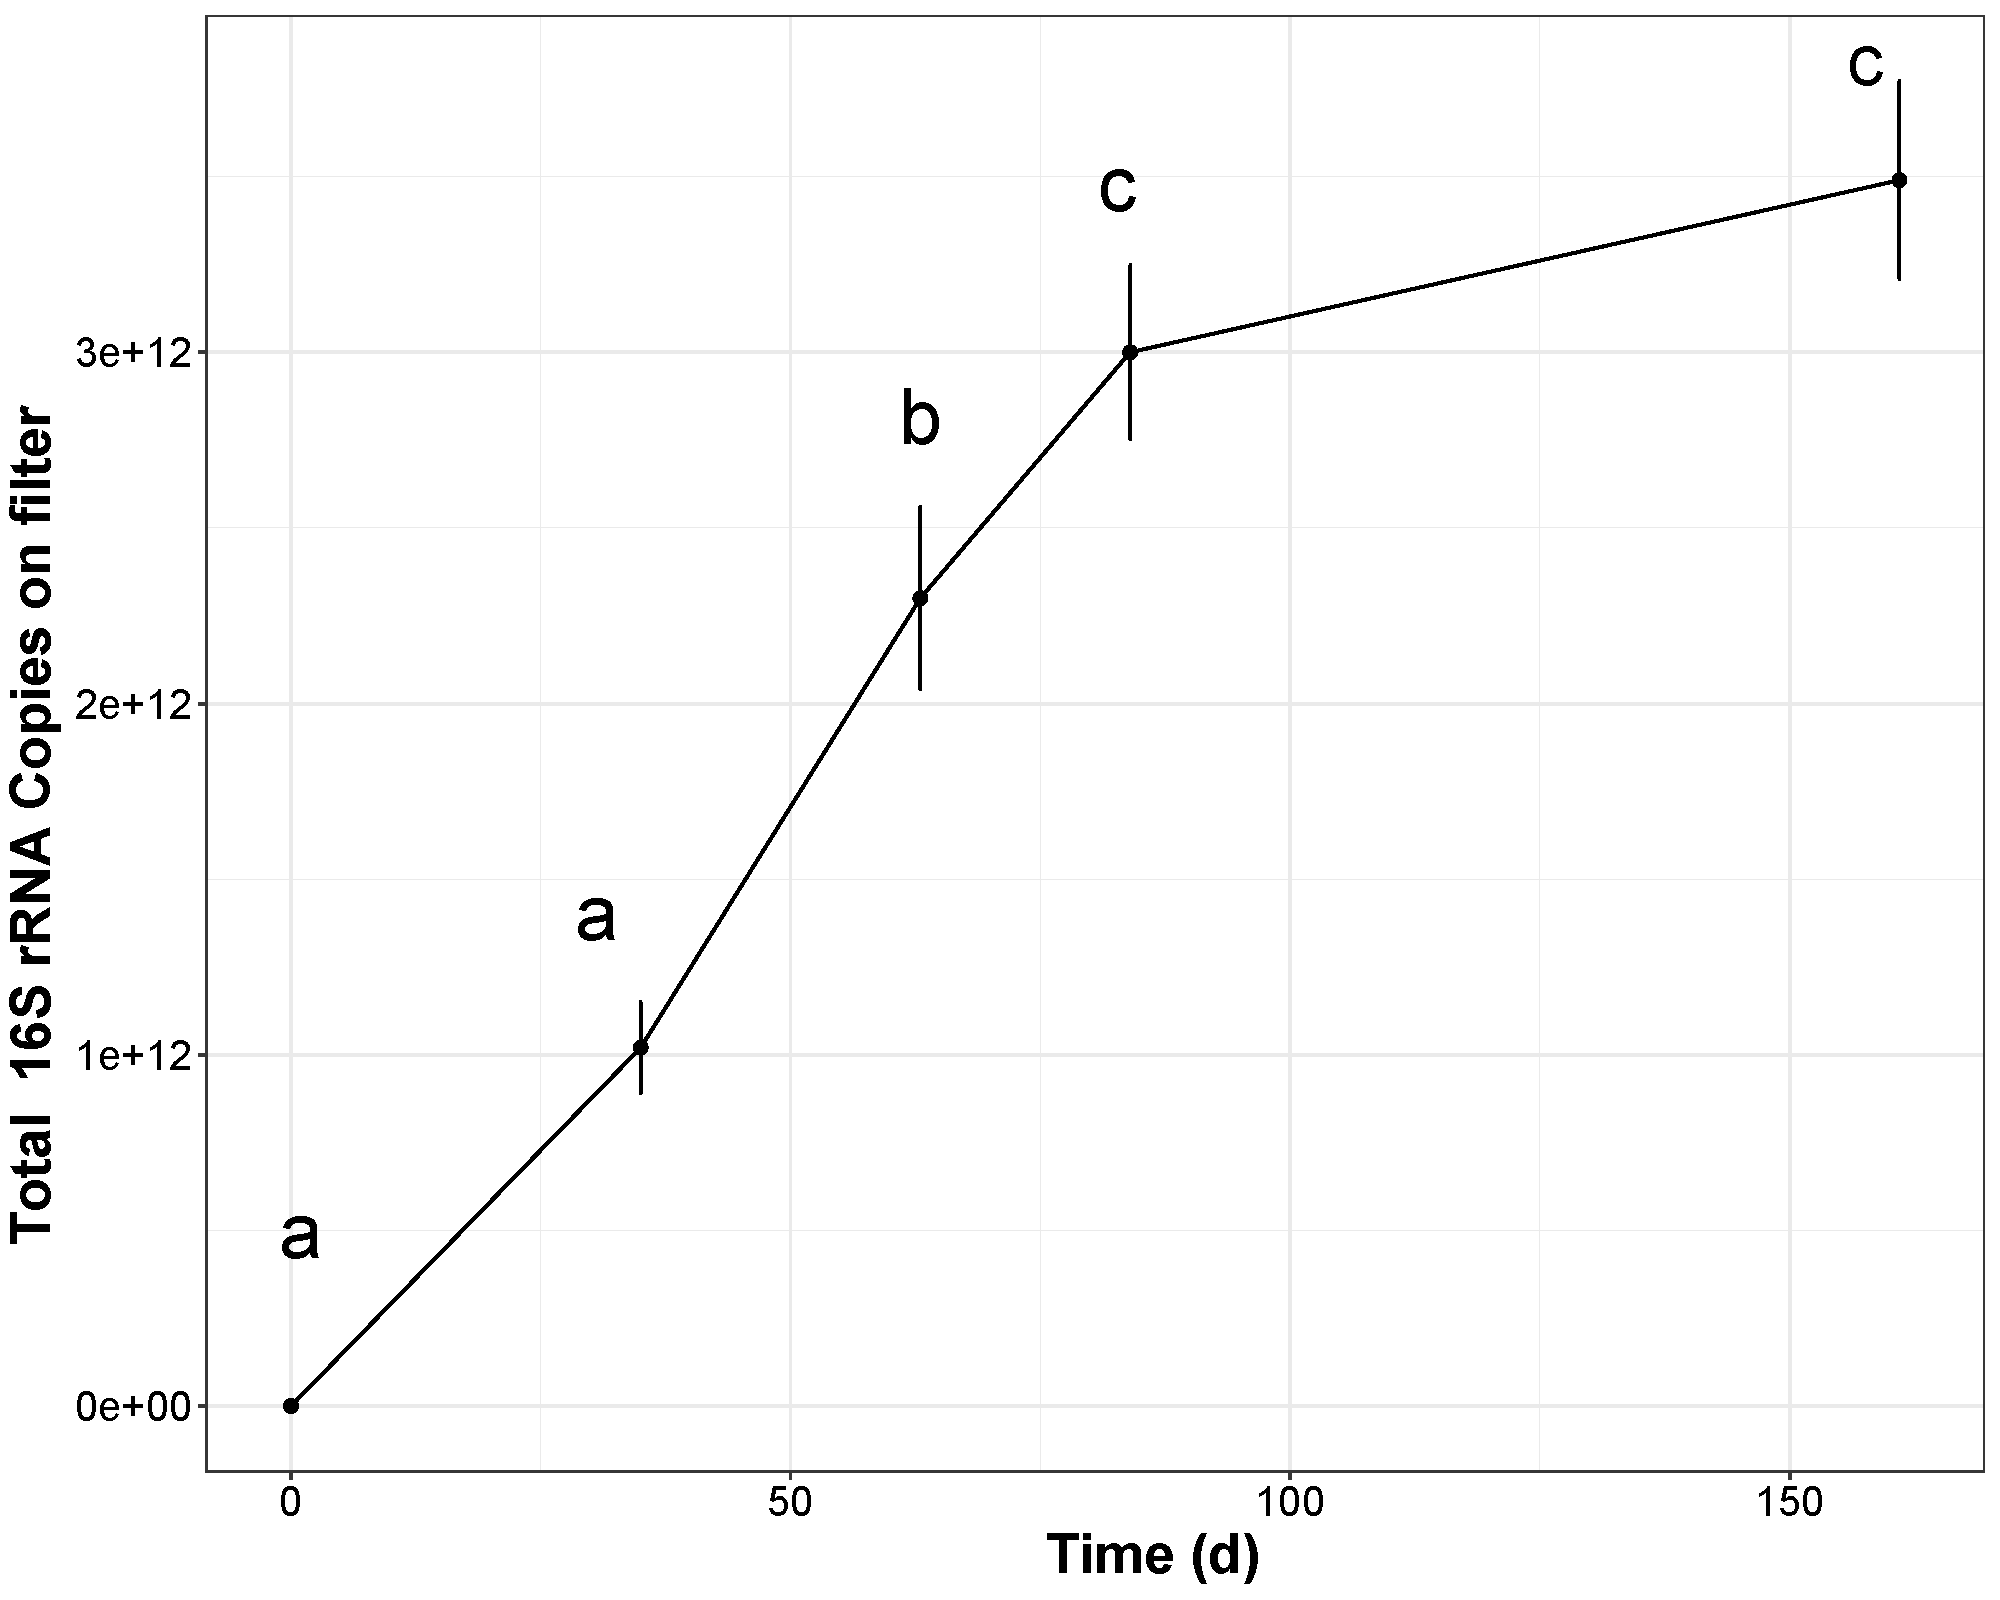 Total  16S rRNA Copies on filter
3e+12
2e+12
1e+12
0e+00
a
a
b
c
c
0
50
100
150
Time (d)